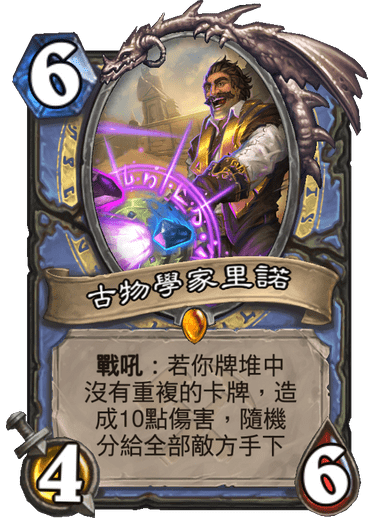 6
古物學家里諾
戰吼：若你牌堆中
沒有重複的卡牌，造
成10點傷害，隨機
分給全部敵方手下
4
6